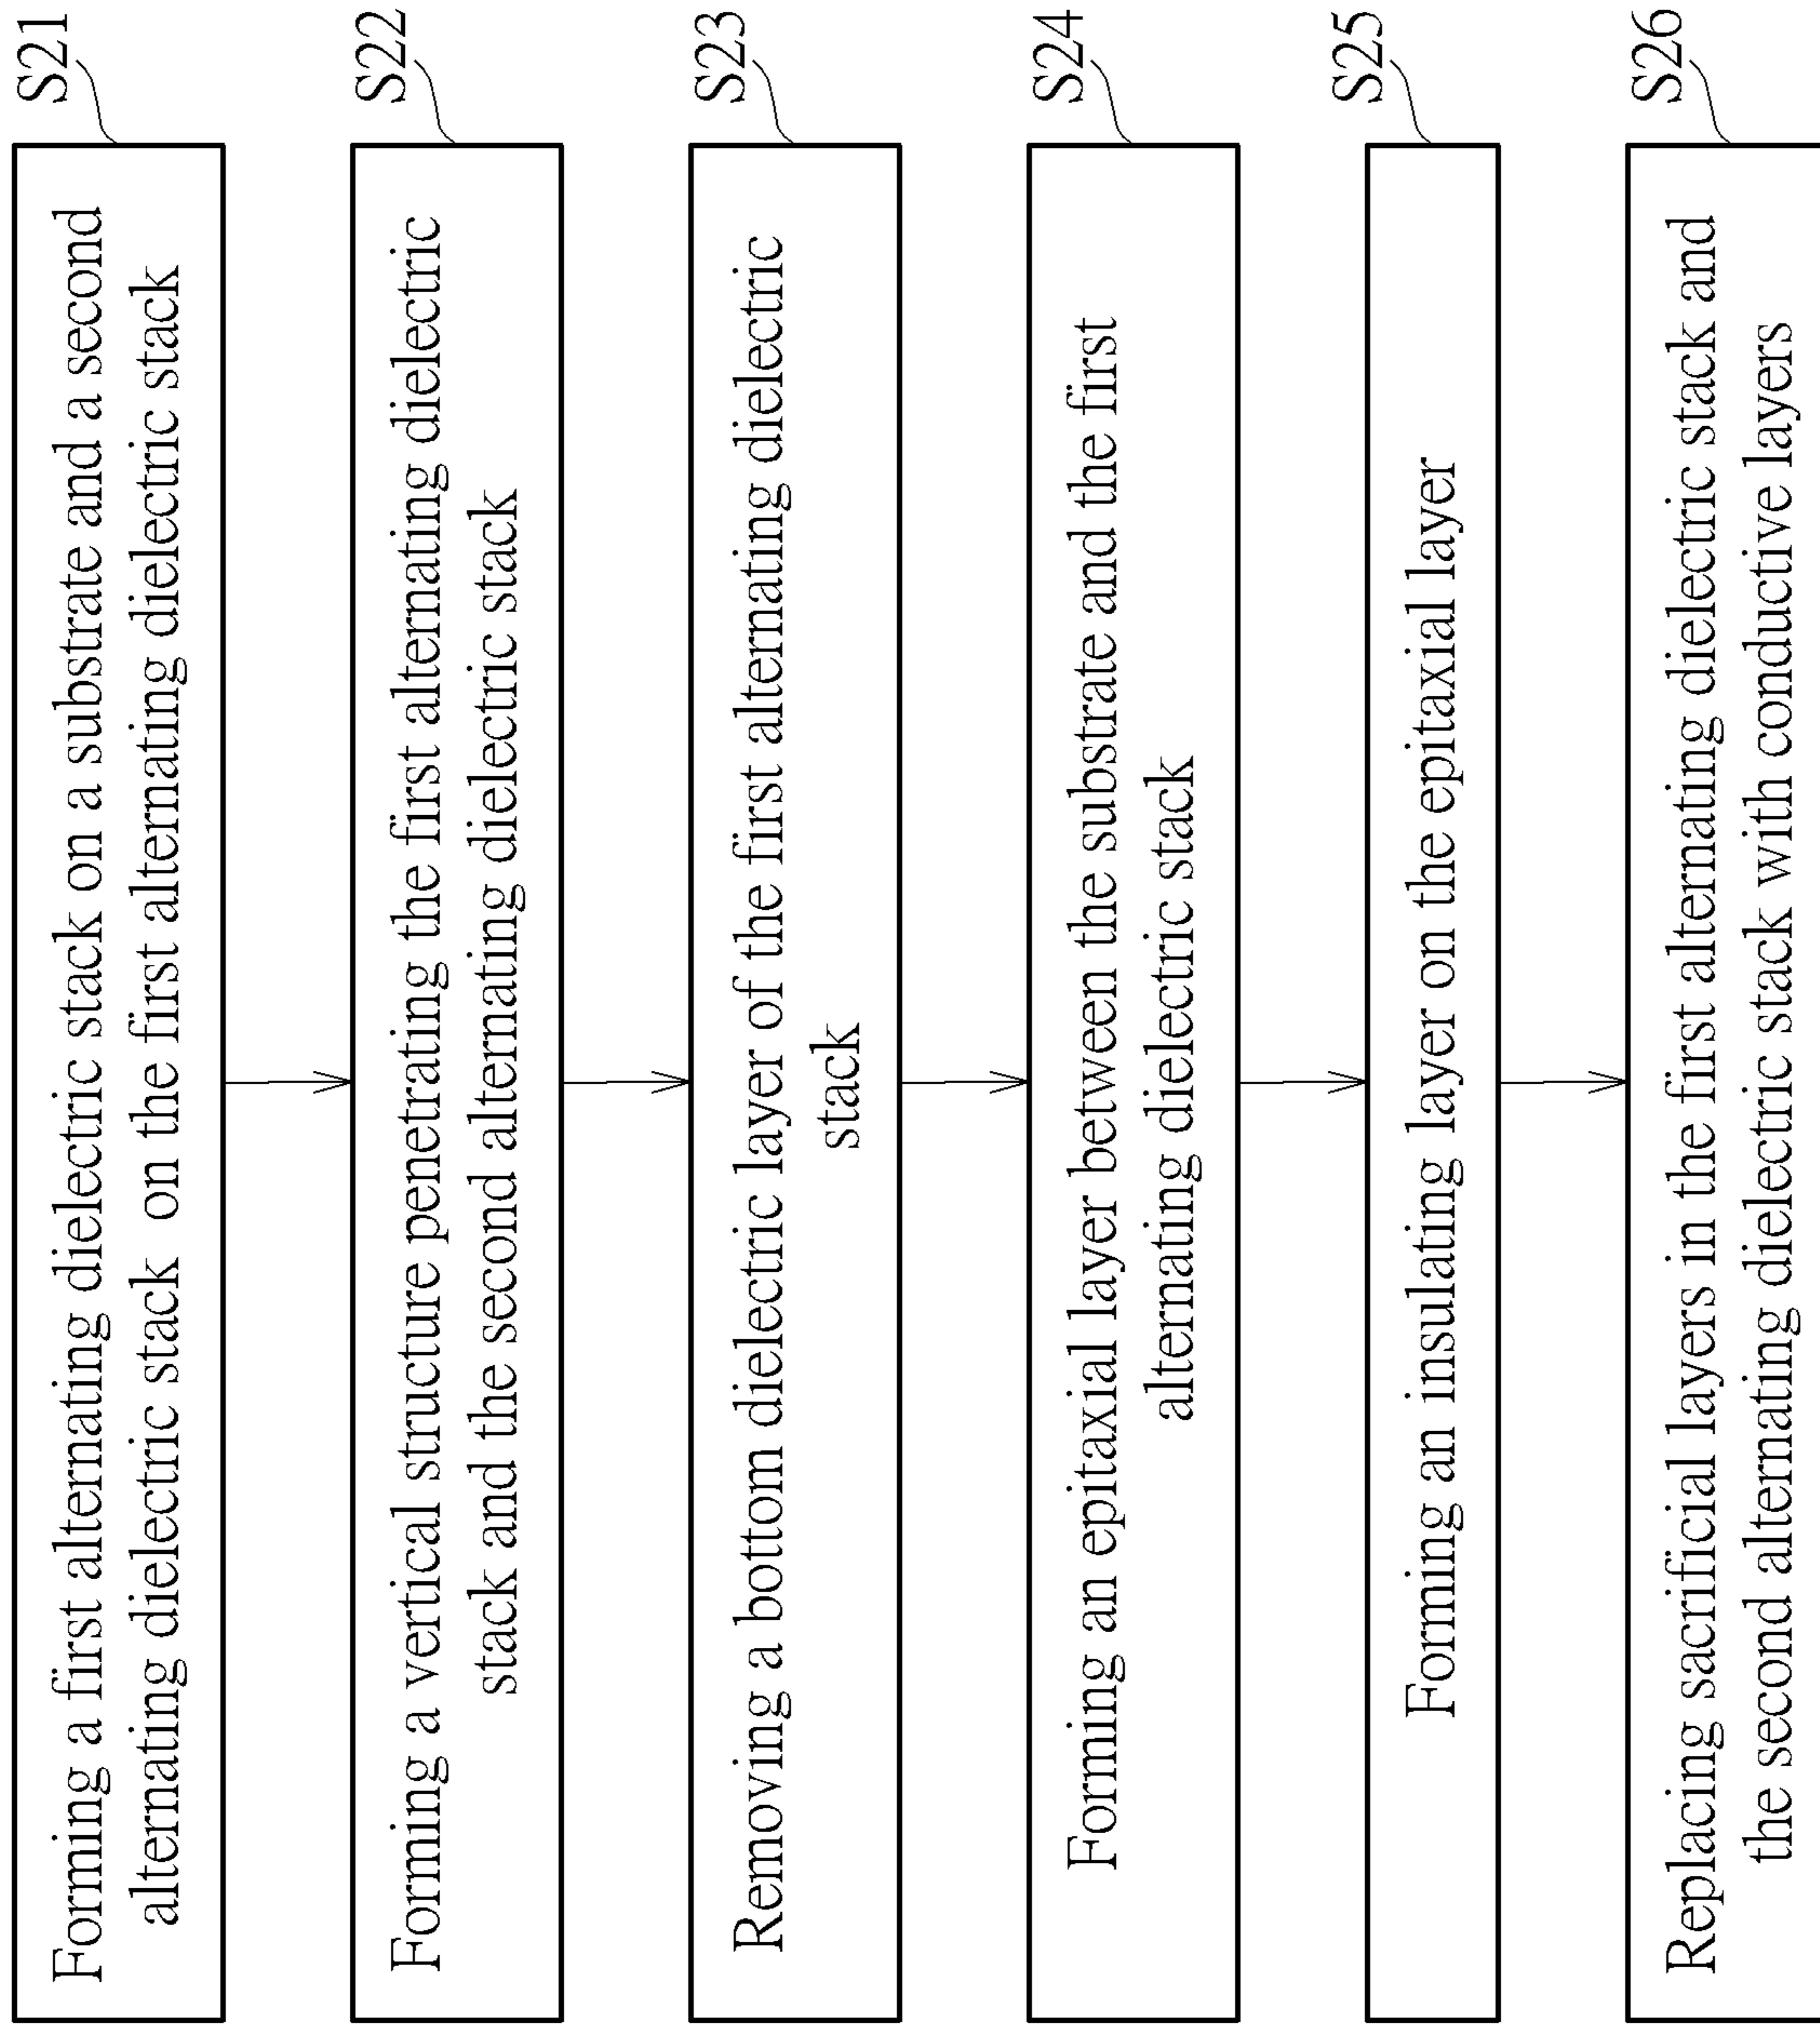 Forming a first alternating dielectric stack on a substrate and a second
alternating dielectric stack on the first alternating dielectric stack
S21
Forming a vertical structure penetrating the first alternating dielectric
stack and the second alternating dielectric stack
S22
Removing a bottom dielectric layer of the first alternating dielectric
stack
S23
Forming an epitaxial layer between the substrate and the first
alternating dielectric stack
S24
Forming an insulating layer on the epitaxial layer
S25
Replacing sacrificial layers in the first alternating dielectric stack and
the second alternating dielectric stack with conductive layers
S26